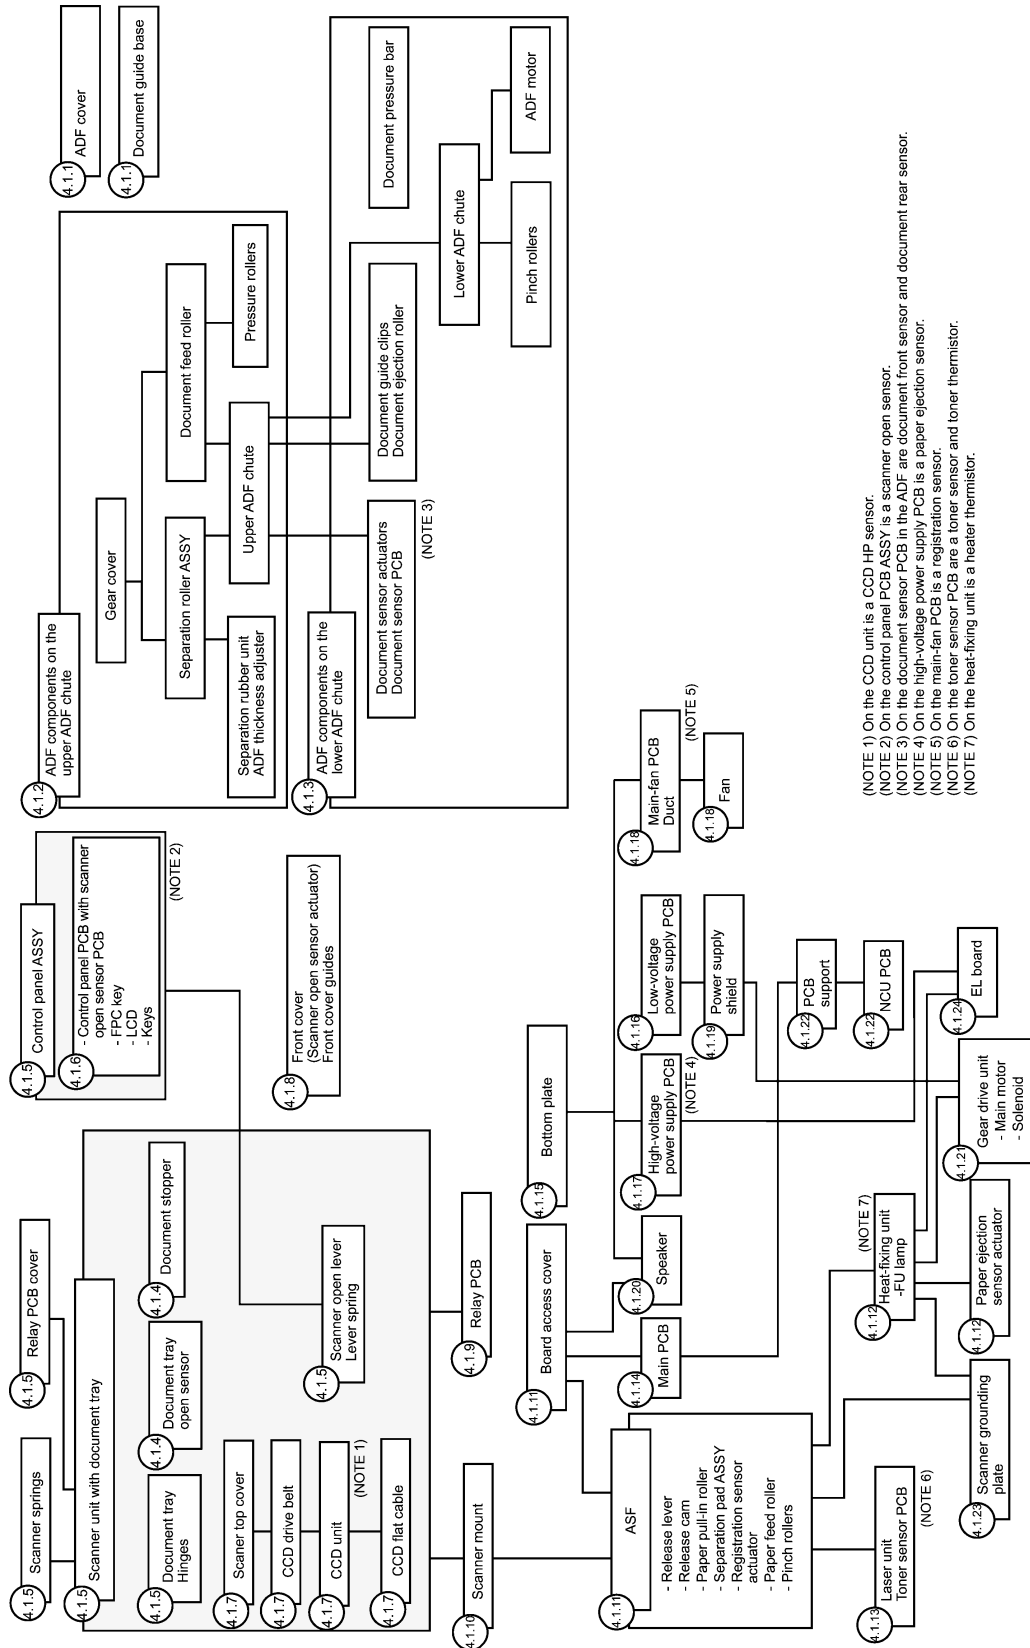 4.1.5
Scanner springs
4.1.5
Relay PCB cover
4.1.5
Scanner unit with document tray
4.1.5
Document tray
Hinges
4.1.4
Document tray
open sensor
4.1.4
Document stopper
4.1.7
Scaner top cover
4.1.7
CCD drive belt
4.1.7
CCD unit
(NOTE 1)
4.1.7
CCD flat cable
4.1.5
Scanner open lever
Lever spring
4.1.5
Control panel ASSY
4.1.6
- Control panel PCB with scanner
open sensor PCB
- FPC key
- LCD
- Keys
(NOTE 2)
4.1.8
Front cover
(Scanner open sensor actuator)
Front cover guides
4.1.9
Relay PCB
4.1.10
Scanner mount
4.1.1
ADF cover
4.1.1
Document guide base
4.1.2
ADF components on the
upper ADF chute
Gear cover
Separation roller ASSY
Document feed roller
Separation rubber unit
ADF thickness adjuster
Upper ADF chute
Pressure rollers
4.1.3
ADF components on the
lower ADF chute
Document sensor actuators
Document sensor PCB
(NOTE 3)
Document guide clips
Document ejection roller
Document pressure bar
Lower ADF chute
Pinch rollers
ADF motor
4.1.11
Board access cover
4.1.15
Bottom plate
4.1.11
ASF
- Release lever
- Release cam
- Paper pull-in roller
- Separation pad ASSY
- Registration sensor
actuator
- Paper feed roller
- Pinch rollers
4.1.14
Main PCB
4.1.20
Speaker
4.1.17
High-voltage
power supply PCB
(NOTE 4)
4.1.16
Low-voltage
power supply PCB
4.1.18
Main-fan PCB
Duct
(NOTE 5)
4.1.19
Power supply
shield
4.1.18
Fan
4.1.22
PCB
support
4.1.22
NCU PCB
4.1.13
Laser unit
Toner sensor PCB
(NOTE 6)
4.1.12
Heat-fixing unit
-FU lamp
(NOTE 7)
4.1.23
Scanner grounding
plate
4.1.12
Paper ejection
sensor actuator
4.1.21
Gear drive unit
- Main motor
- Solenoid
4.1.24
EL board
(NOTE 1) On the CCD unit is a CCD HP sensor.
(NOTE 2) On the control panel PCB ASSY is a scanner open sensor.
(NOTE 3) On the document sensor PCB in the ADF are document front sensor and document rear sensor.
(NOTE 4) On the high-voltage power supply PCB is a paper ejection sensor.
(NOTE 5) On the main-fan PCB is a registration sensor.
(NOTE 6) On the toner sensor PCB are a toner sensor and toner thermistor.
(NOTE 7) On the heat-fixing unit is a heater thermistor.